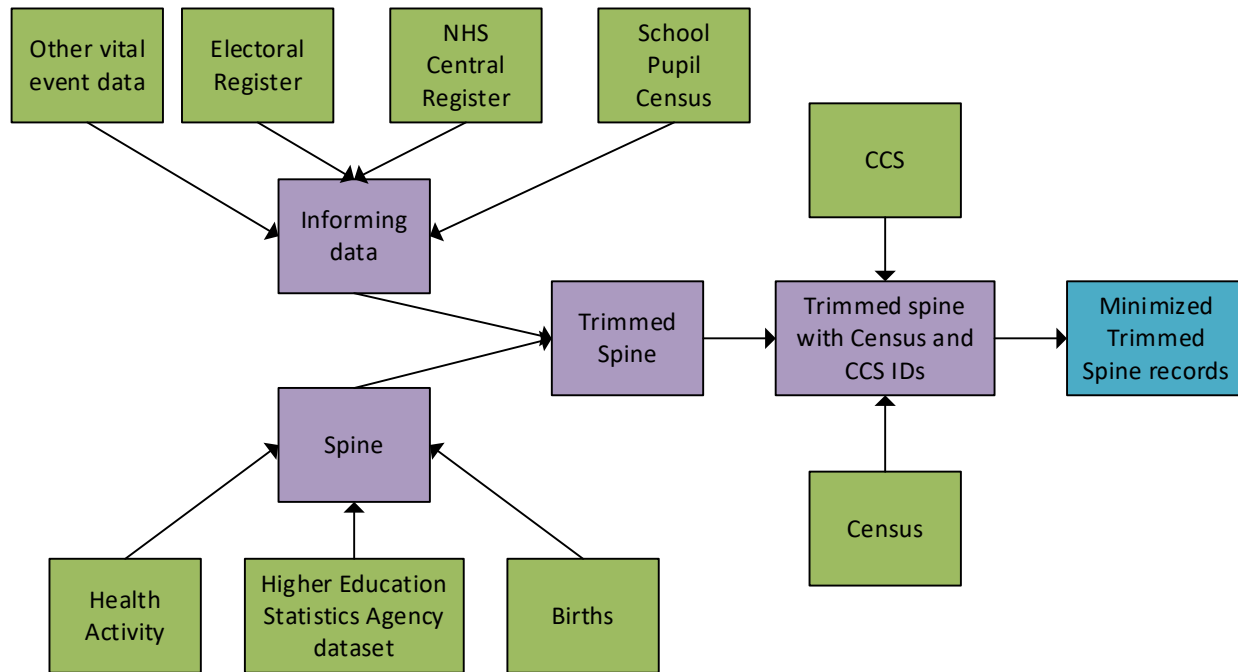 Other vital
event data
Electoral
Register
NHS
Central
Register
School
Pupil
Census
CCS
Informing
data
Trimmed
Spine
Trimmed spine
with Census and
CCS IDs
Minimized
Trimmed
Spine records
Spine
Census
Health
Activity
Higher Education
Statistics Agency
dataset
Births